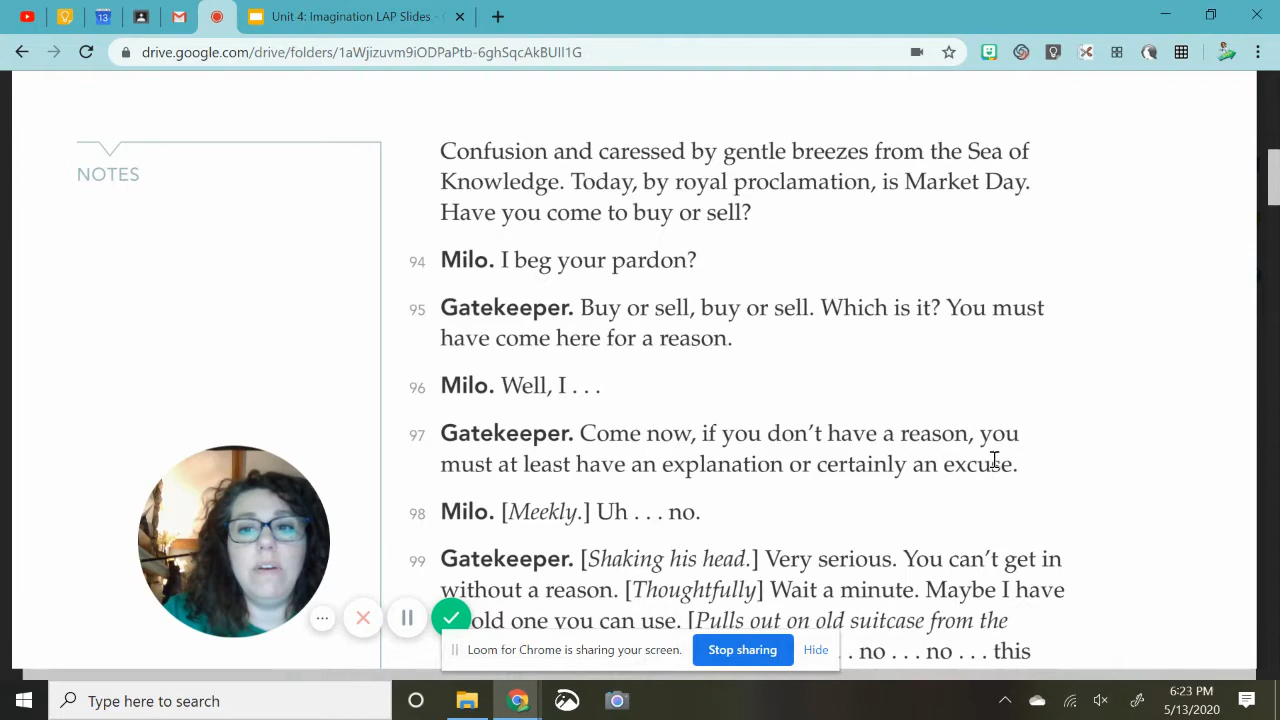 Unit 4: Imagination LAP Slides -
drive.google.com/drive/folders/1aWjizuvm9iODPaPtb-6ghSqcAkBUlI1G
NOTES
Confusion and caressed by gentle breezes from the Sea of
Knowledge. Today, by royal proclamation, is Market Day.
Have you come to buy or sell?
94 Milo. I beg your pardon?
95 Gatekeeper. Buy or sell, buy or sell. Which is it? You must
have come here for a reason.
96 Milo. Well, I . . .
97 Gatekeeper. Come now, if you don't have a reason, you
must at least have an explanation or certainly an excuse.
98 Milo. [Meekly.] Uh . . . no.
99 Gatekeeper. [Shaking his head.] Very serious. You can't get in
without a reason. [Thoughtfully] Wait a minute. Maybe I have
old one you can use. [Pulls out on old suitcase from the
. no . . . no . . . this
Loom for Chrome is sharing your screen.
Stop sharing
Hide
Type here to search
6:23 PM
5/13/2020